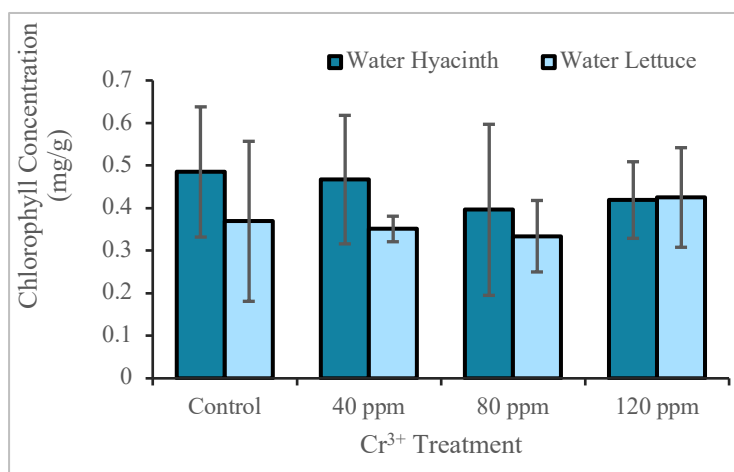 Water Hyacinth
Water Lettuce
Chlorophyll Concentration
(mg/g)
0.7
0.6
0.5
0.4
0.3
0.2
0.1
0
Control
40 ppm
80 ppm
120 ppm
Cr³⁺ Treatment